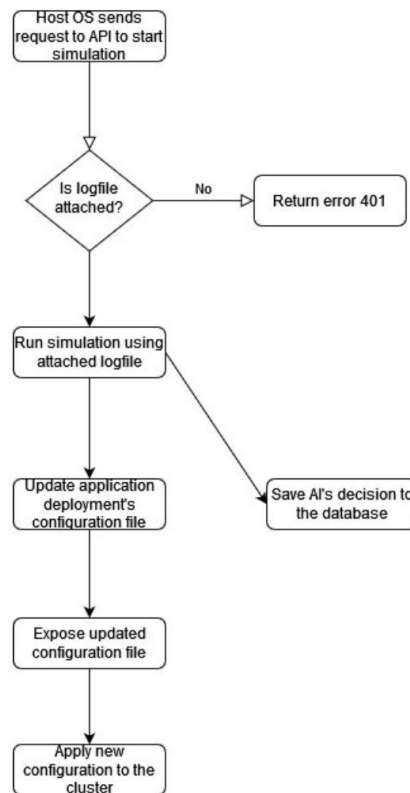 Host OS sends
request to API to start
simulation
Is logfile
attached?
No
Return error 401
Run simulation using
attached logfile
Update application
deployment's
configuration file
Save AI's decision to
the database
Expose updated
configuration file
Apply new
configuration to the
cluster